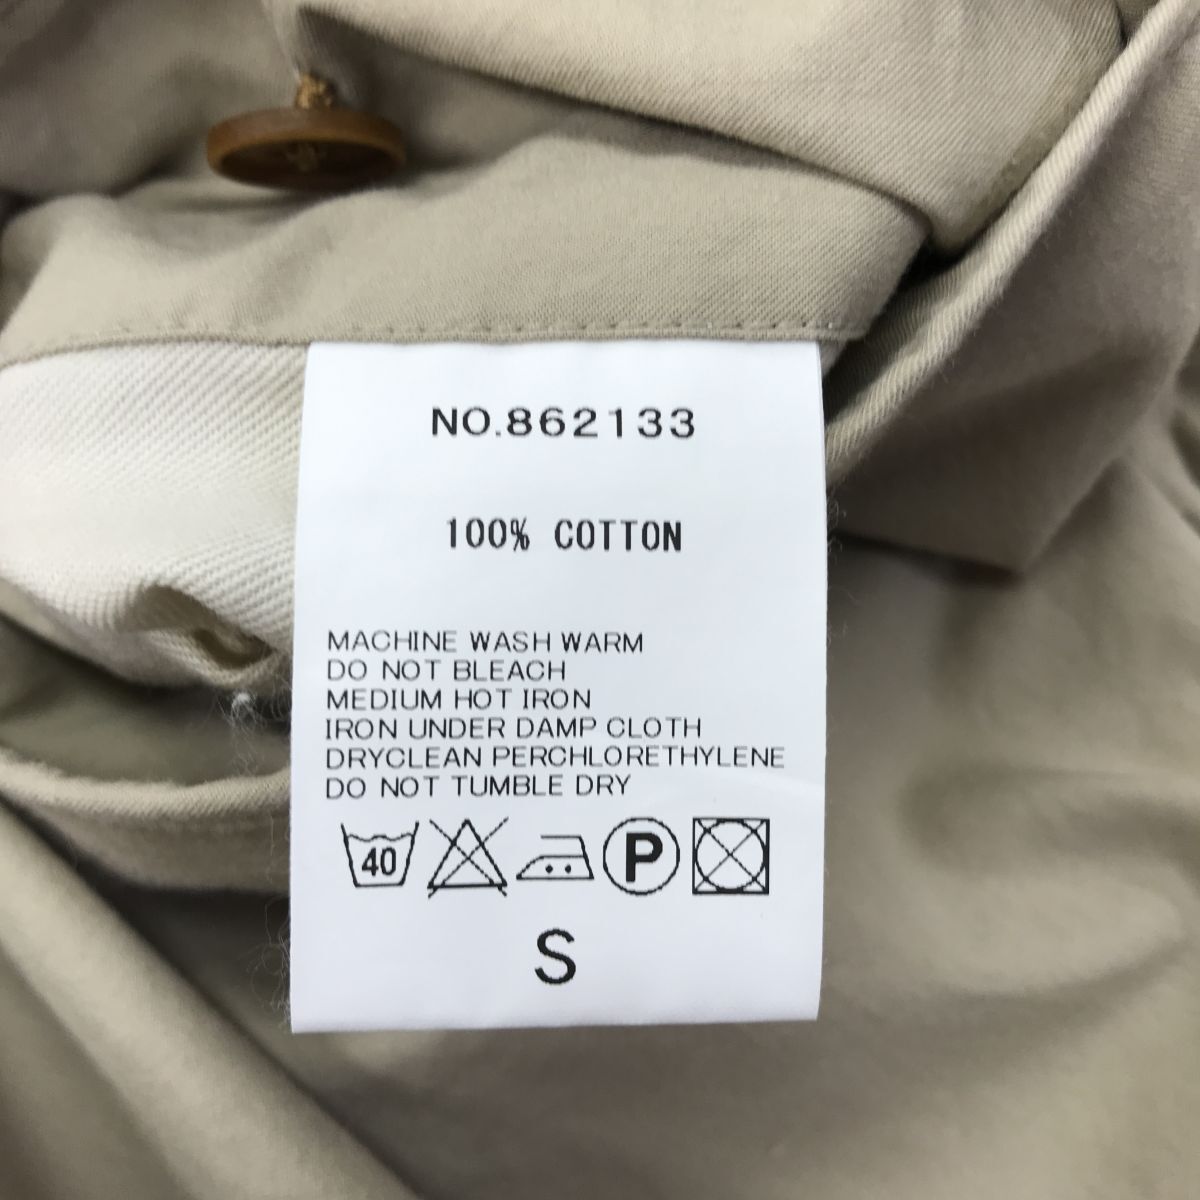 NO.862133
100% COTTON
MACHINE WASH WARM
DO NOT BLEACH
MEDIUM HOT IRON
IRON UNDER DAMP CLOTH
DRYCLEAN PERCHLORETHYLENE
DO NOT TUMBLE DRY
40 P
S